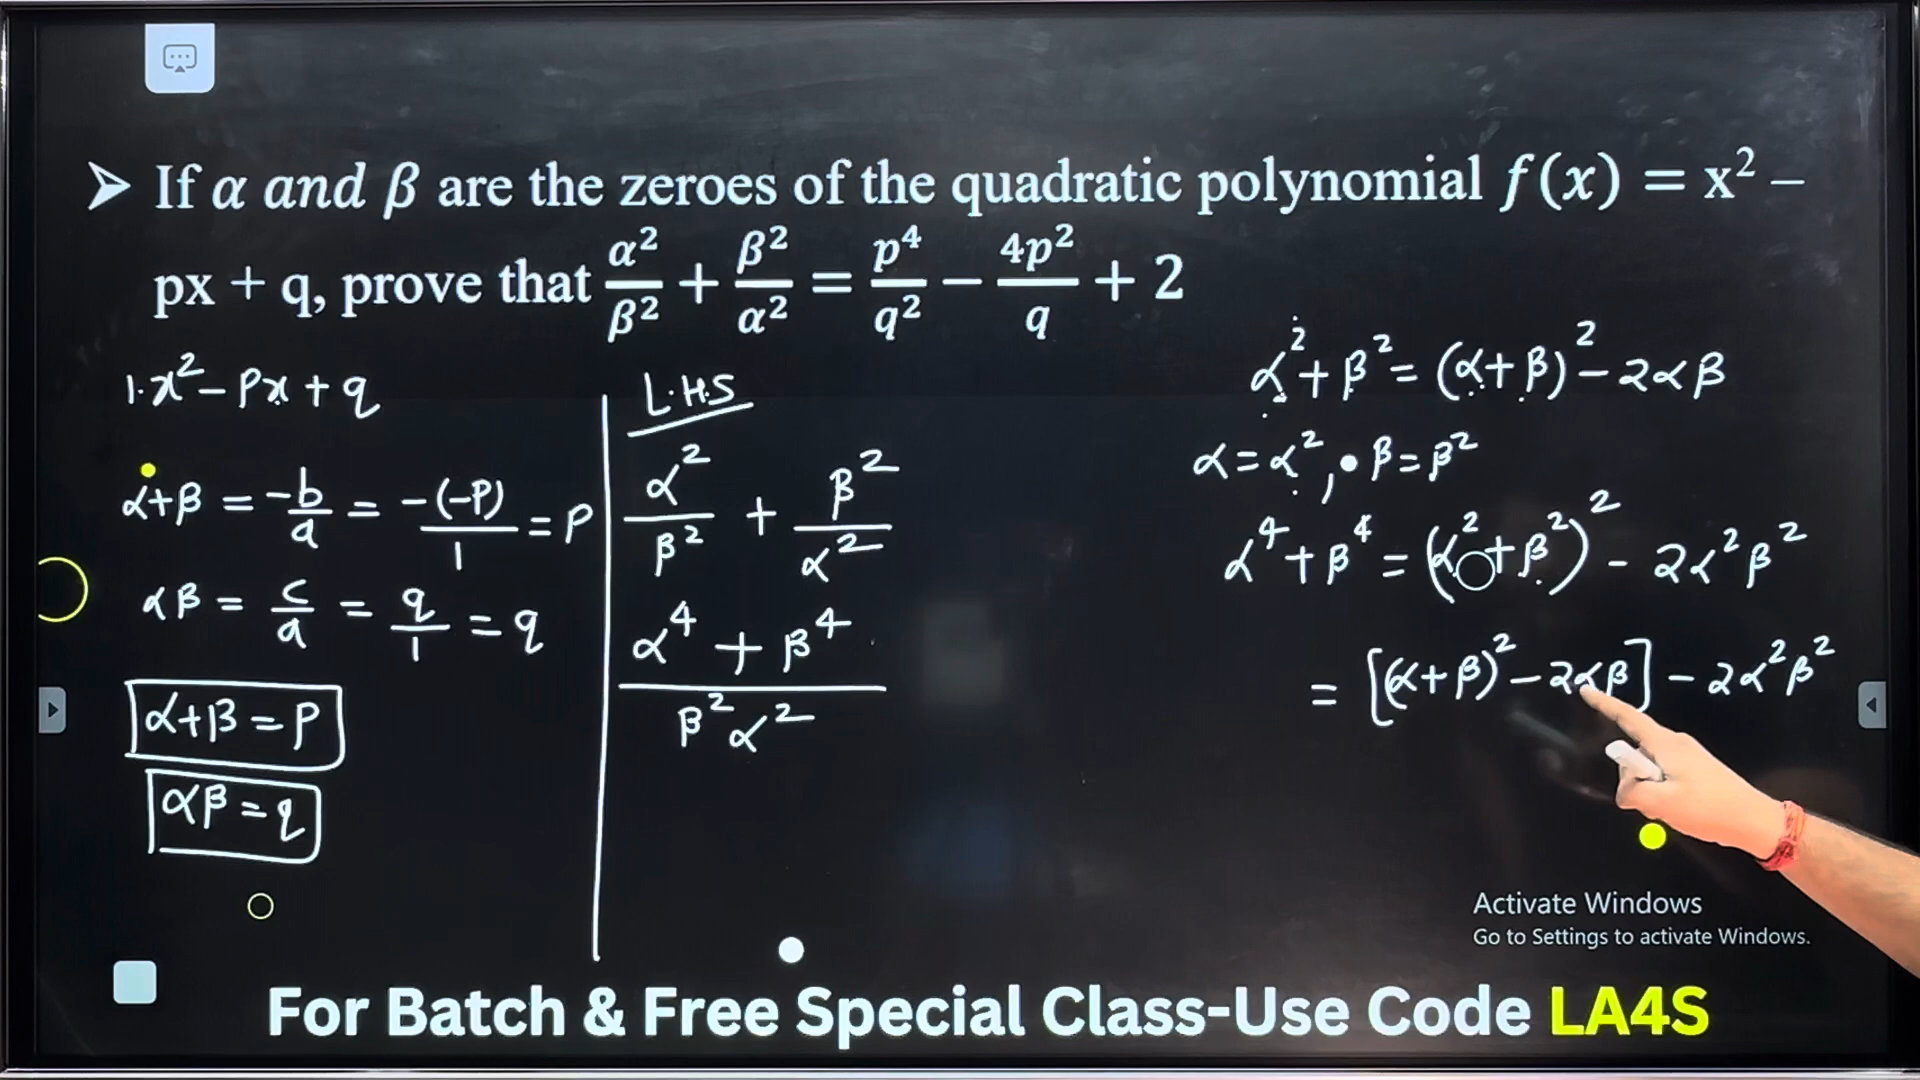 ➤ If α and β are the zeroes of the quadratic polynomial f(x) = x² –
px + q, prove that α²/β² + β²/α² = p⁴/q² − 4p²/q + 2
1·x² – px + q
α+β = -b/a = -(-P)/1 = P
αβ = c/a = q/1 = q
α+β = P
αβ = q
L.H.S
α²/β² + β²/α²
(α⁴ + β⁴)/(β²α²)
α² + β² = (α+β)² - 2αβ
α = α², β = β²
α⁴ + β⁴ = (α² + β²)² - 2α²β²
= [(α+β)² - 2αβ] - 2α²β²
Activate Windows
Go to Settings to activate Windows.
For Batch & Free Special Class-Use Code LA4S